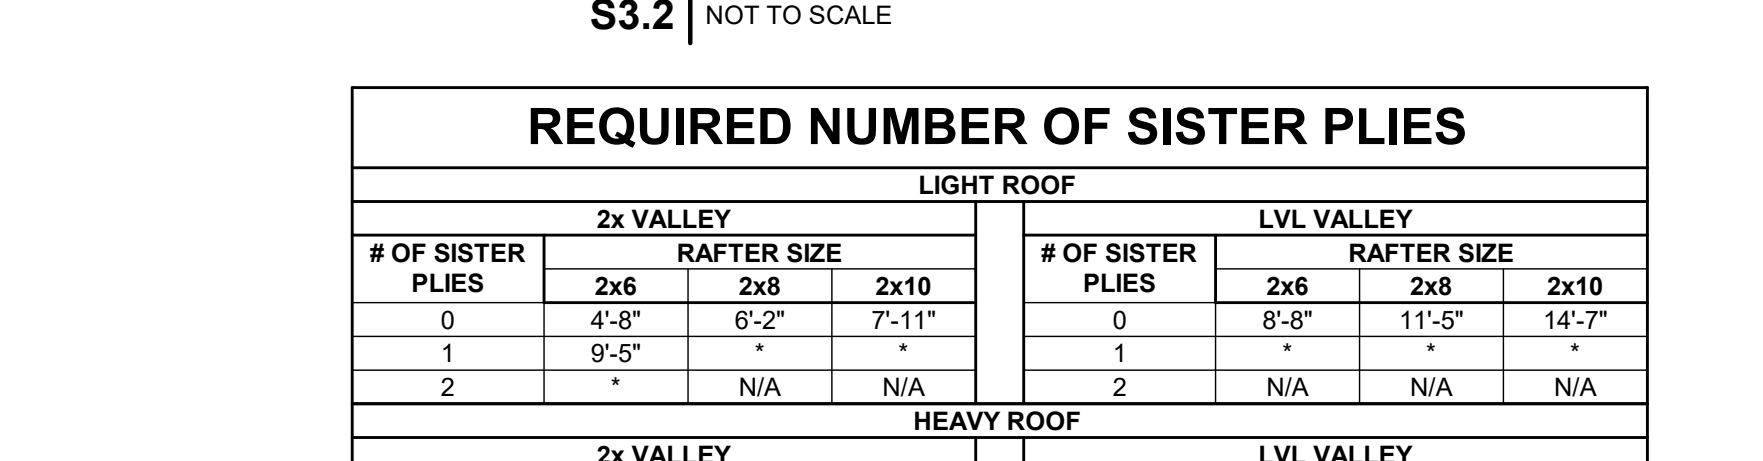 S3.2 NOT TO SCALE
REQUIRED NUMBER OF SISTER PLIES
LIGHT ROOF
2x VALLEY LVL VALLEY
# OF SISTER PLIES RAFTER SIZE # OF SISTER PLIES RAFTER SIZE
2x6 2x8 2x10 2x6 2x8 2x10
0 4'-8" 6'-2" 7'-11" 0 8'-8" 11'-5" 14'-7"
1 9'-5" * * 1 * * *
2 * N/A N/A 2 N/A N/A N/A
HEAVY ROOF
2x VALLEY LVL VALLEY